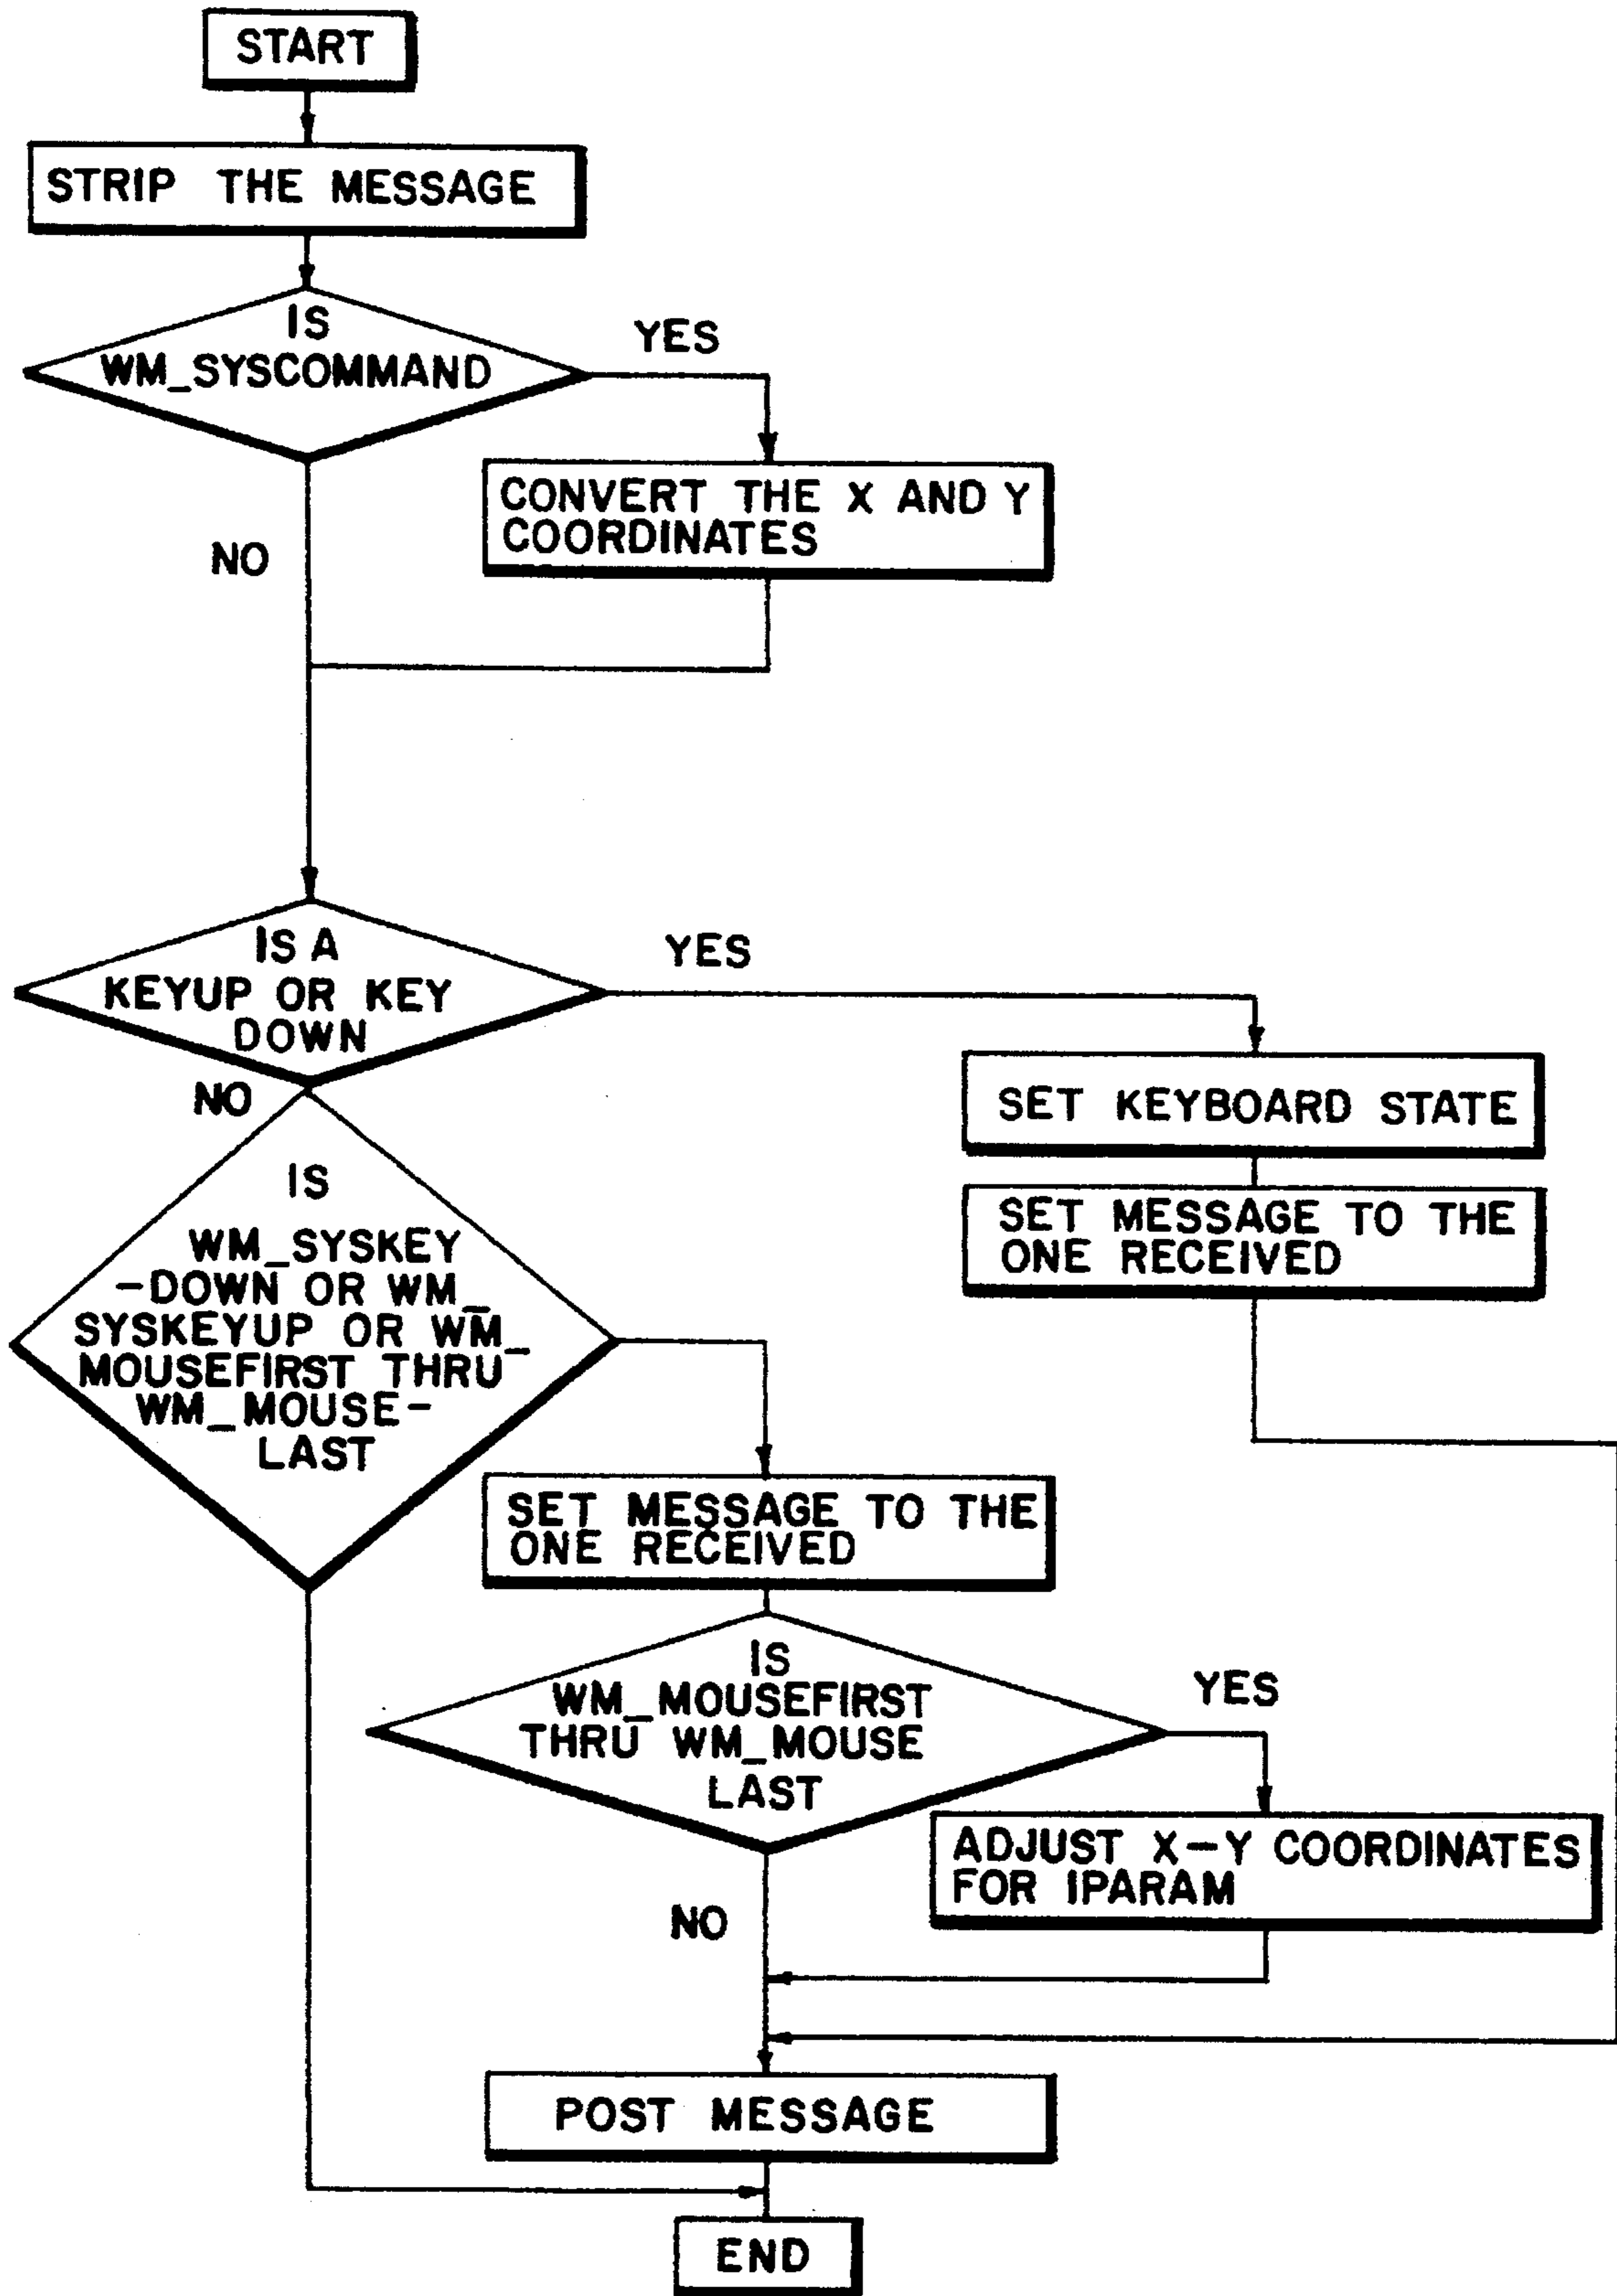 START
STRIP THE MESSAGE
IS
WM_SYSCOMMAND
YES
CONVERT THE X AND Y
COORDINATES
NO
IS A
KEYUP OR KEY
DOWN
YES
NO
SET KEYBOARD STATE
SET MESSAGE TO THE
ONE RECEIVED
IS
WM_SYSKEY
-DOWN OR WM_
SYSKEYUP OR WM_
MOUSEFIRST THRU
WM_MOUSE-
LAST
SET MESSAGE TO THE
ONE RECEIVED
IS
WM_MOUSEFIRST
THRU WM_MOUSE
LAST
YES
ADJUST X-Y COORDINATES
FOR IPARAM
NO
POST MESSAGE
END